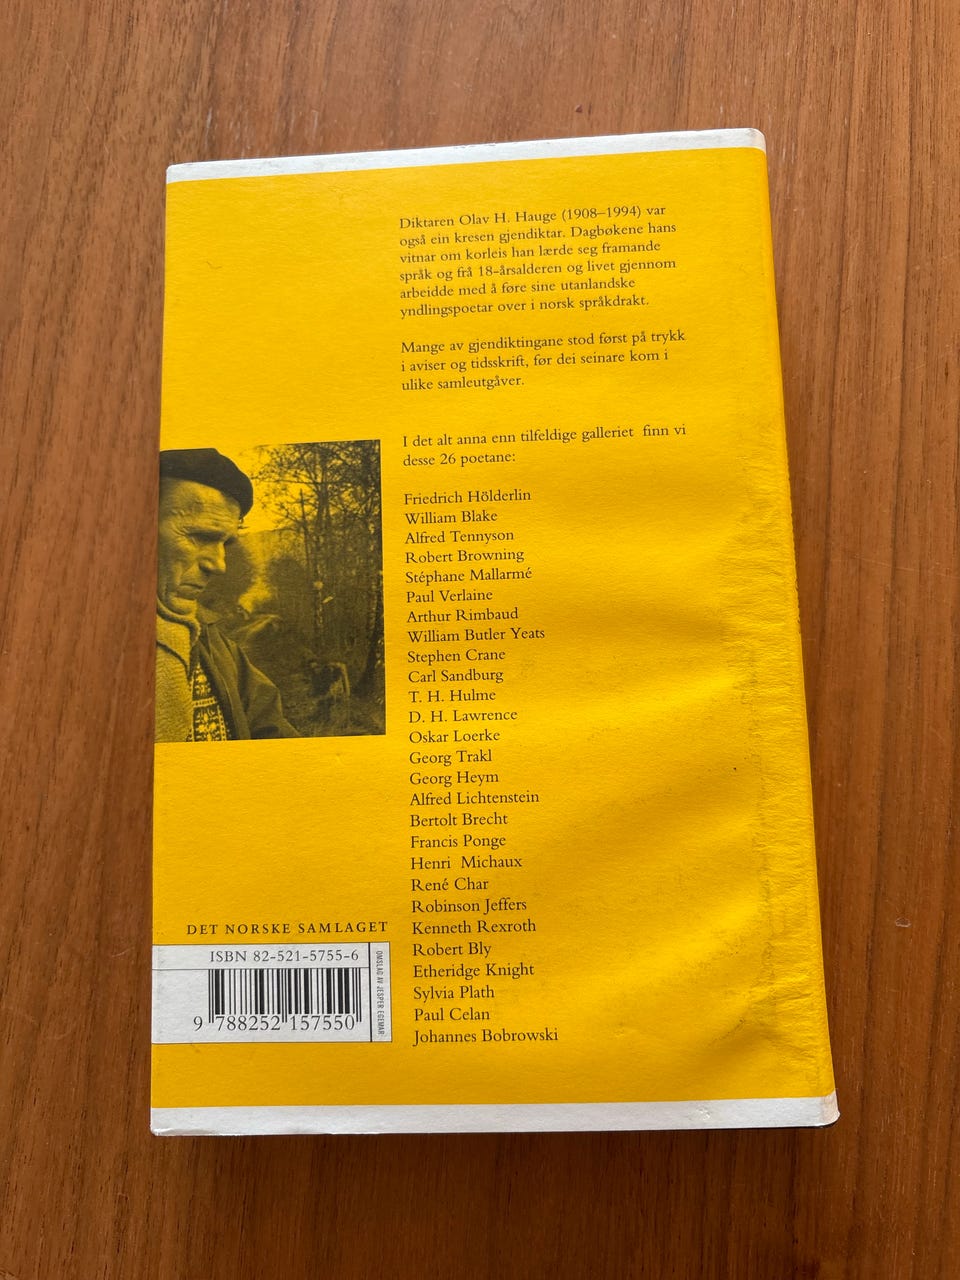 Diktaren Olav H. Hauge (1908–1994) var
også ein kresen gjendiktar. Dagbøkene hans
vitnar om korleis han lærde seg framande
språk og frå 18-årsalderen og livet gjennom
arbeidde med å føre sine utanlandske
yndlingspoetar over i norsk språkdrakt.
Mange av gjendiktingane stod først på trykk
i aviser og tidsskrift, før dei seinare kom i
ulike samleutgåver.
I det alt anna enn tilfeldige galleriet finn vi
desse 26 poetane:
Friedrich Hölderlin
William Blake
Alfred Tennyson
Robert Browning
Stéphane Mallarmé
Paul Verlaine
Arthur Rimbaud
William Butler Yeats
Stephen Crane
Carl Sandburg
T. H. Hulme
D. H. Lawrence
Oskar Loerke
Georg Trakl
Georg Heym
Alfred Lichtenstein
Bertolt Brecht
Francis Ponge
Henri Michaux
René Char
Robinson Jeffers
Kenneth Rexroth
Robert Bly
Etheridge Knight
Sylvia Plath
Paul Celan
Johannes Bobrowski
DET NORSKE SAMLAGET
ISBN 82-521-5755-6
9 788252 157550
OMSLAG AV JESPER EGEMAR